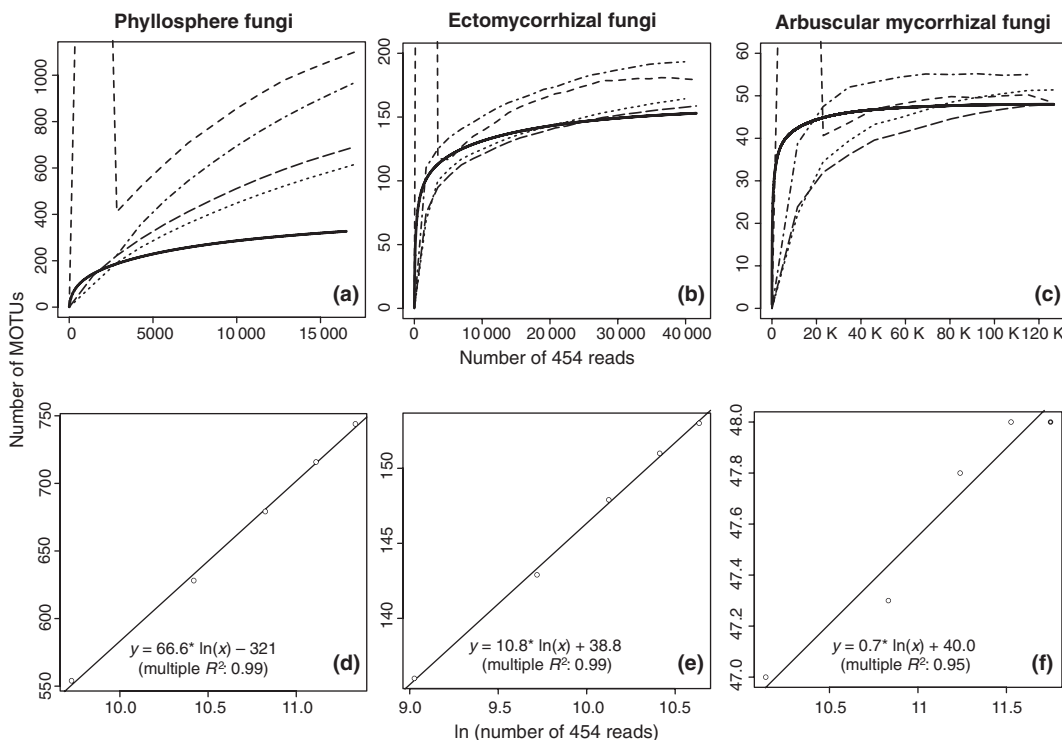 Phyllosphere fungi
Ectomycorrhizal fungi
Arbuscular mycorrhizal fungi
Number of MOTUs
0 200 400 600 800 1000
0 50 100 150 200
0 10 20 30 40 50 60
(a)
(b)
(c)
0 5000 10 000 15 000
0 10 000 20 000 30 000 40 000
0 20 K 40 K 60 K 80 K 100 K 120 K
Number of 454 reads
550 600 650 700 750
140 145 150
47.0 47.2 47.4 47.6 47.8 48.0
y = 66.6* ln(x) – 321
(multiple R²: 0.99)
(d)
y = 10.8* ln(x) + 38.8
(multiple R²: 0.99)
(e)
y = 0.7* ln(x) + 40.0
(multiple R²: 0.95)
(f)
10.0 10.5 11.0
9.0 9.5 10.0 10.5
10.5 11 11.5
ln (number of 454 reads)